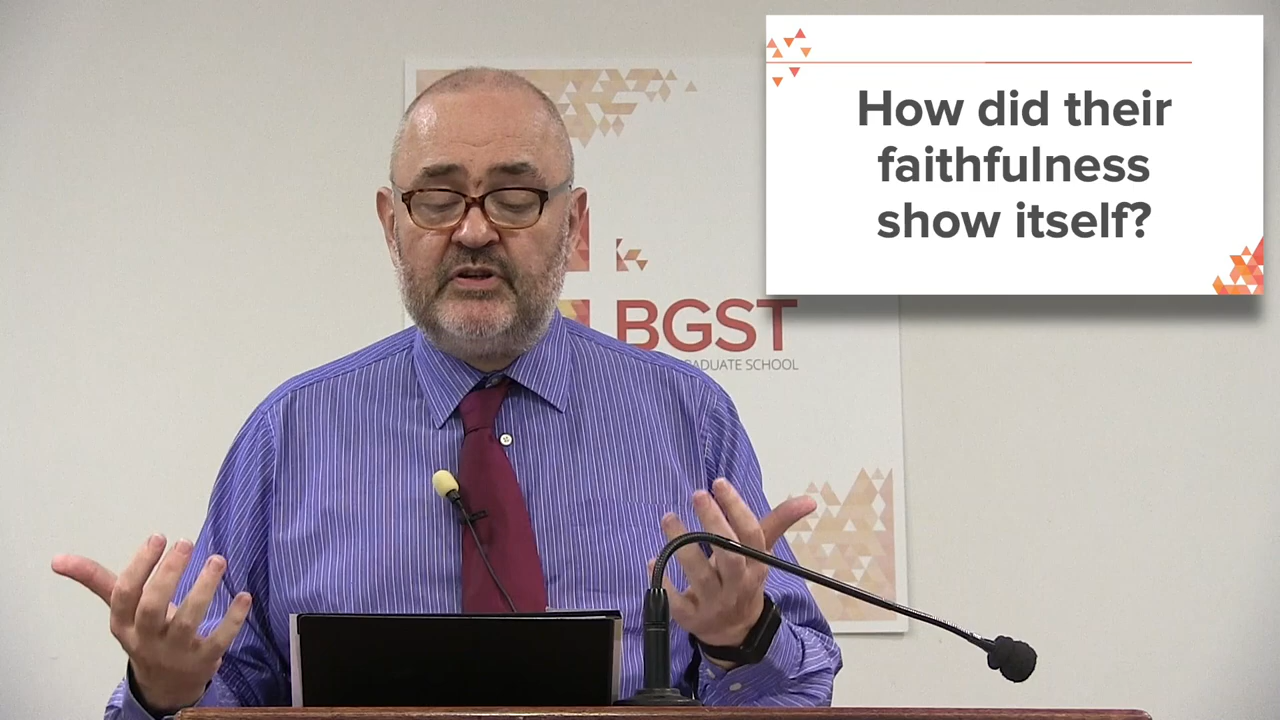 How did their
faithfulness
show itself?
BGST
GRADUATE SCHOOL